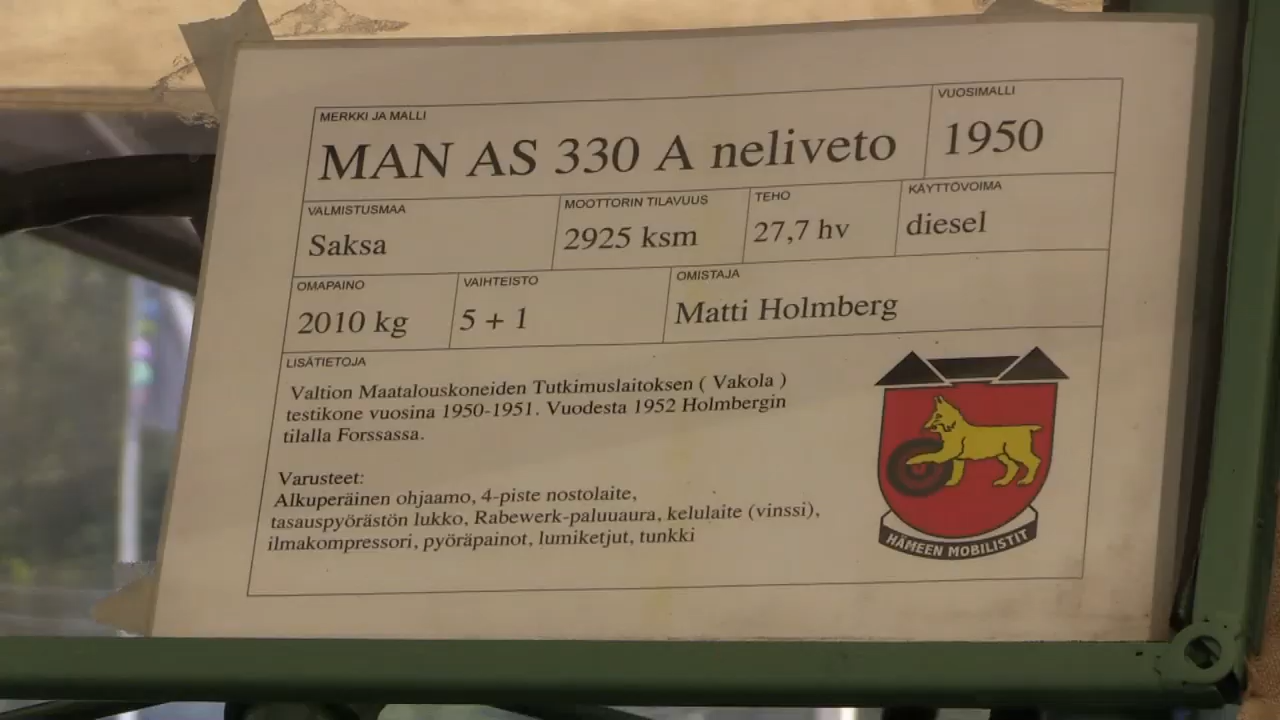 MERKKI JA MALLI
MAN AS 330 A neliveto
VUOSIMALLI
1950
VALMISTUSMAA
Saksa
MOOTTORIN TILAVUUS
2925 ksm
TEHO
27,7 hv
KÄYTTÖVOIMA
diesel
OMAPAINO
2010 kg
VAIHTEISTO
5 + 1
OMISTAJA
Matti Holmberg
LISÄTIETOJA
Valtion Maatalouskoneiden Tutkimuslaitoksen ( Vakola )
testikone vuosina 1950-1951. Vuodesta 1952 Holmbergin
tilalla Forssassa.
Varusteet:
Alkuperäinen ohjaamo, 4-piste nostolaite,
tasauspyörästön lukko, Rabewerk-paluuaura, kelulaite (vinssi),
ilmakompressori, pyöräpainot, lumiketjut, tunkki
HÄMEEN MOBILISTIT